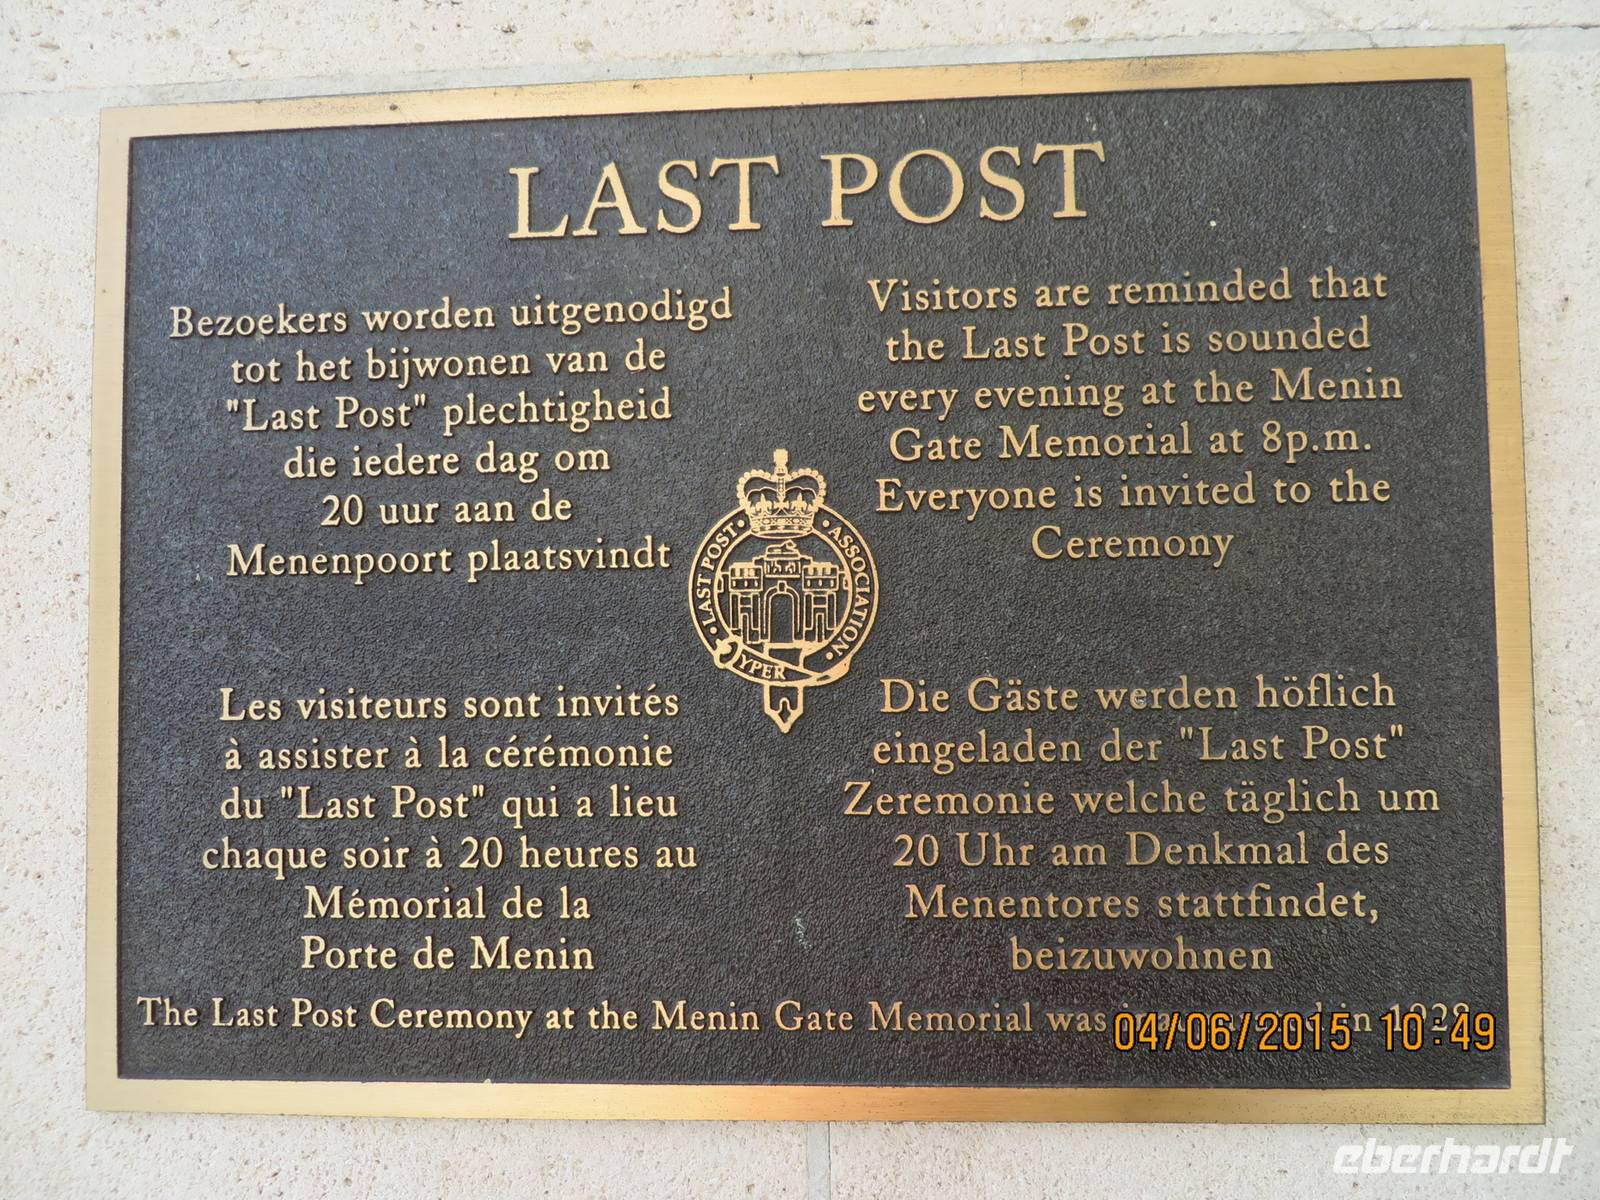 LAST POST
Bezoekers worden uitgenodigd
tot het bijwonen van de
"Last Post" plechtigheid
die iedere dag om
20 uur aan de
Menenpoort plaatsvindt
Visitors are reminded that
the Last Post is sounded
every evening at the Menin
Gate Memorial at 8p.m.
Everyone is invited to the
Ceremony
LAST POST • ASSOCIATION
YPER
Les visiteurs sont invités
à assister à la cérémonie
du "Last Post" qui a lieu
chaque soir à 20 heures au
Mémorial de la
Porte de Menin
Die Gäste werden höflich
eingeladen der "Last Post"
Zeremonie welche täglich um
20 Uhr am Denkmal des
Menentores stattfindet,
beizuwohnen
The Last Post Ceremony at the Menin Gate Memorial was in
04/06/2015 10:49
eberhardt